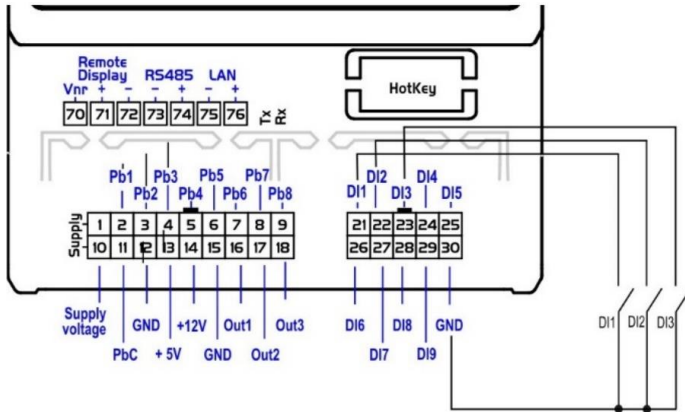 Remote
Display RS485 LAN
Vnr + - - + - +
70 71 72 73 74 75 76 Tx Rx
HotKey
Pb1 Pb3 Pb5 Pb7
Pb2 Pb4 Pb6 Pb8
DI2 DI4
DI1 DI3 DI5
Supply
1 2 3 4 5 6 7 8 9
10 11 12 13 14 15 16 17 18
21 22 23 24 25
26 27 28 29 30
Supply
voltage
GND +12V Out1 Out3
PbC + 5V GND Out2
DI6 DI8 GND
DI7 DI9
DI1 DI2 DI3